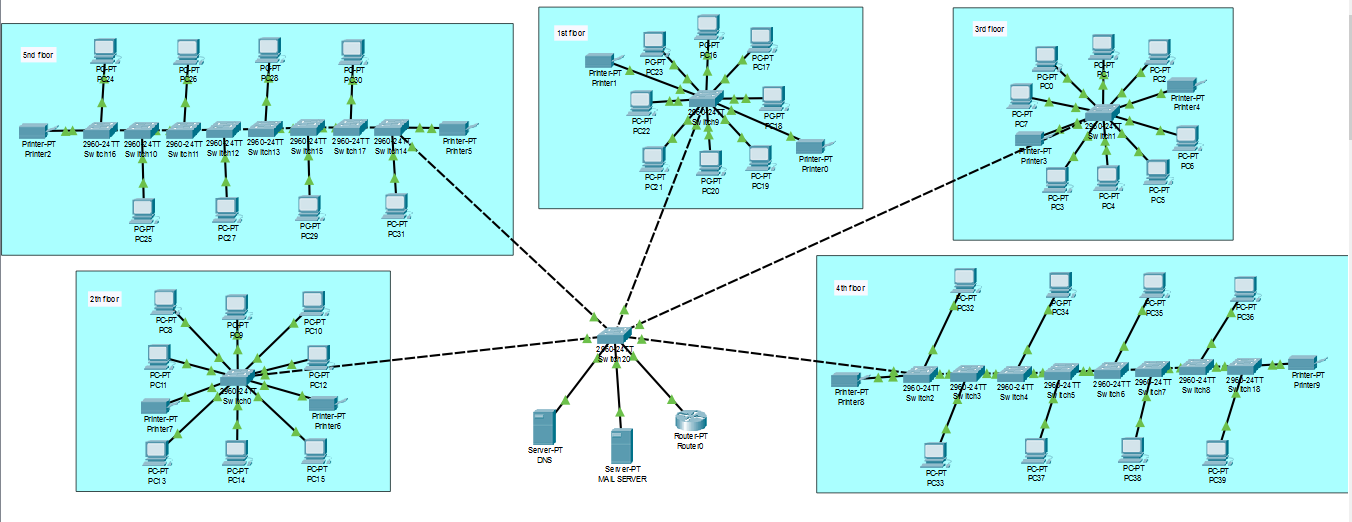 5nd floor
PC-PT
PC24
PC-PT
PC26
PC-PT
PC28
PC-PT
PC30
Printer-PT
Printer2
2960-24TT
Switch16
2960-24TT
Switch10
2960-24TT
Switch11
2960-24TT
Switch12
2960-24TT
Switch13
2960-24TT
Switch15
2960-24TT
Switch17
2960-24TT
Switch14
Printer-PT
Printer5
PC-PT
PC25
PC-PT
PC27
PC-PT
PC29
PC-PT
PC31
1st floor
Printer-PT
Printer1
PC-PT
PC23
PC-PT
PC16
PC-PT
PC17
PC-PT
PC22
2960-24TT
Switch9
PC-PT
PC18
PC-PT
PC21
PC-PT
PC20
PC-PT
PC19
Printer-PT
Printer0
3rd floor
PC-PT
PC0
PC-PT
PC1
PC-PT
PC2
Printer-PT
Printer4
PC-PT
PC7
2960-24TT
Switch1
PC-PT
PC6
Printer-PT
Printer3
PC-PT
PC3
PC-PT
PC4
PC-PT
PC5
2th floor
PC-PT
PC8
PC-PT
PC9
PC-PT
PC10
PC-PT
PC11
2960-24TT
Switch0
PC-PT
PC12
Printer-PT
Printer7
Printer-PT
Printer6
PC-PT
PC13
PC-PT
PC14
PC-PT
PC15
2960-24TT
Switch20
Server-PT
DNS
Server-PT
MAIL SERVER
Router-PT
Router0
4th floor
PC-PT
PC32
PC-PT
PC34
PC-PT
PC35
PC-PT
PC36
Printer-PT
Printer8
2960-24TT
Switch2
2960-24TT
Switch3
2960-24TT
Switch4
2960-24TT
Switch5
2960-24TT
Switch6
2960-24TT
Switch7
2960-24TT
Switch8
2960-24TT
Switch18
Printer-PT
Printer9
PC-PT
PC33
PC-PT
PC37
PC-PT
PC38
PC-PT
PC39